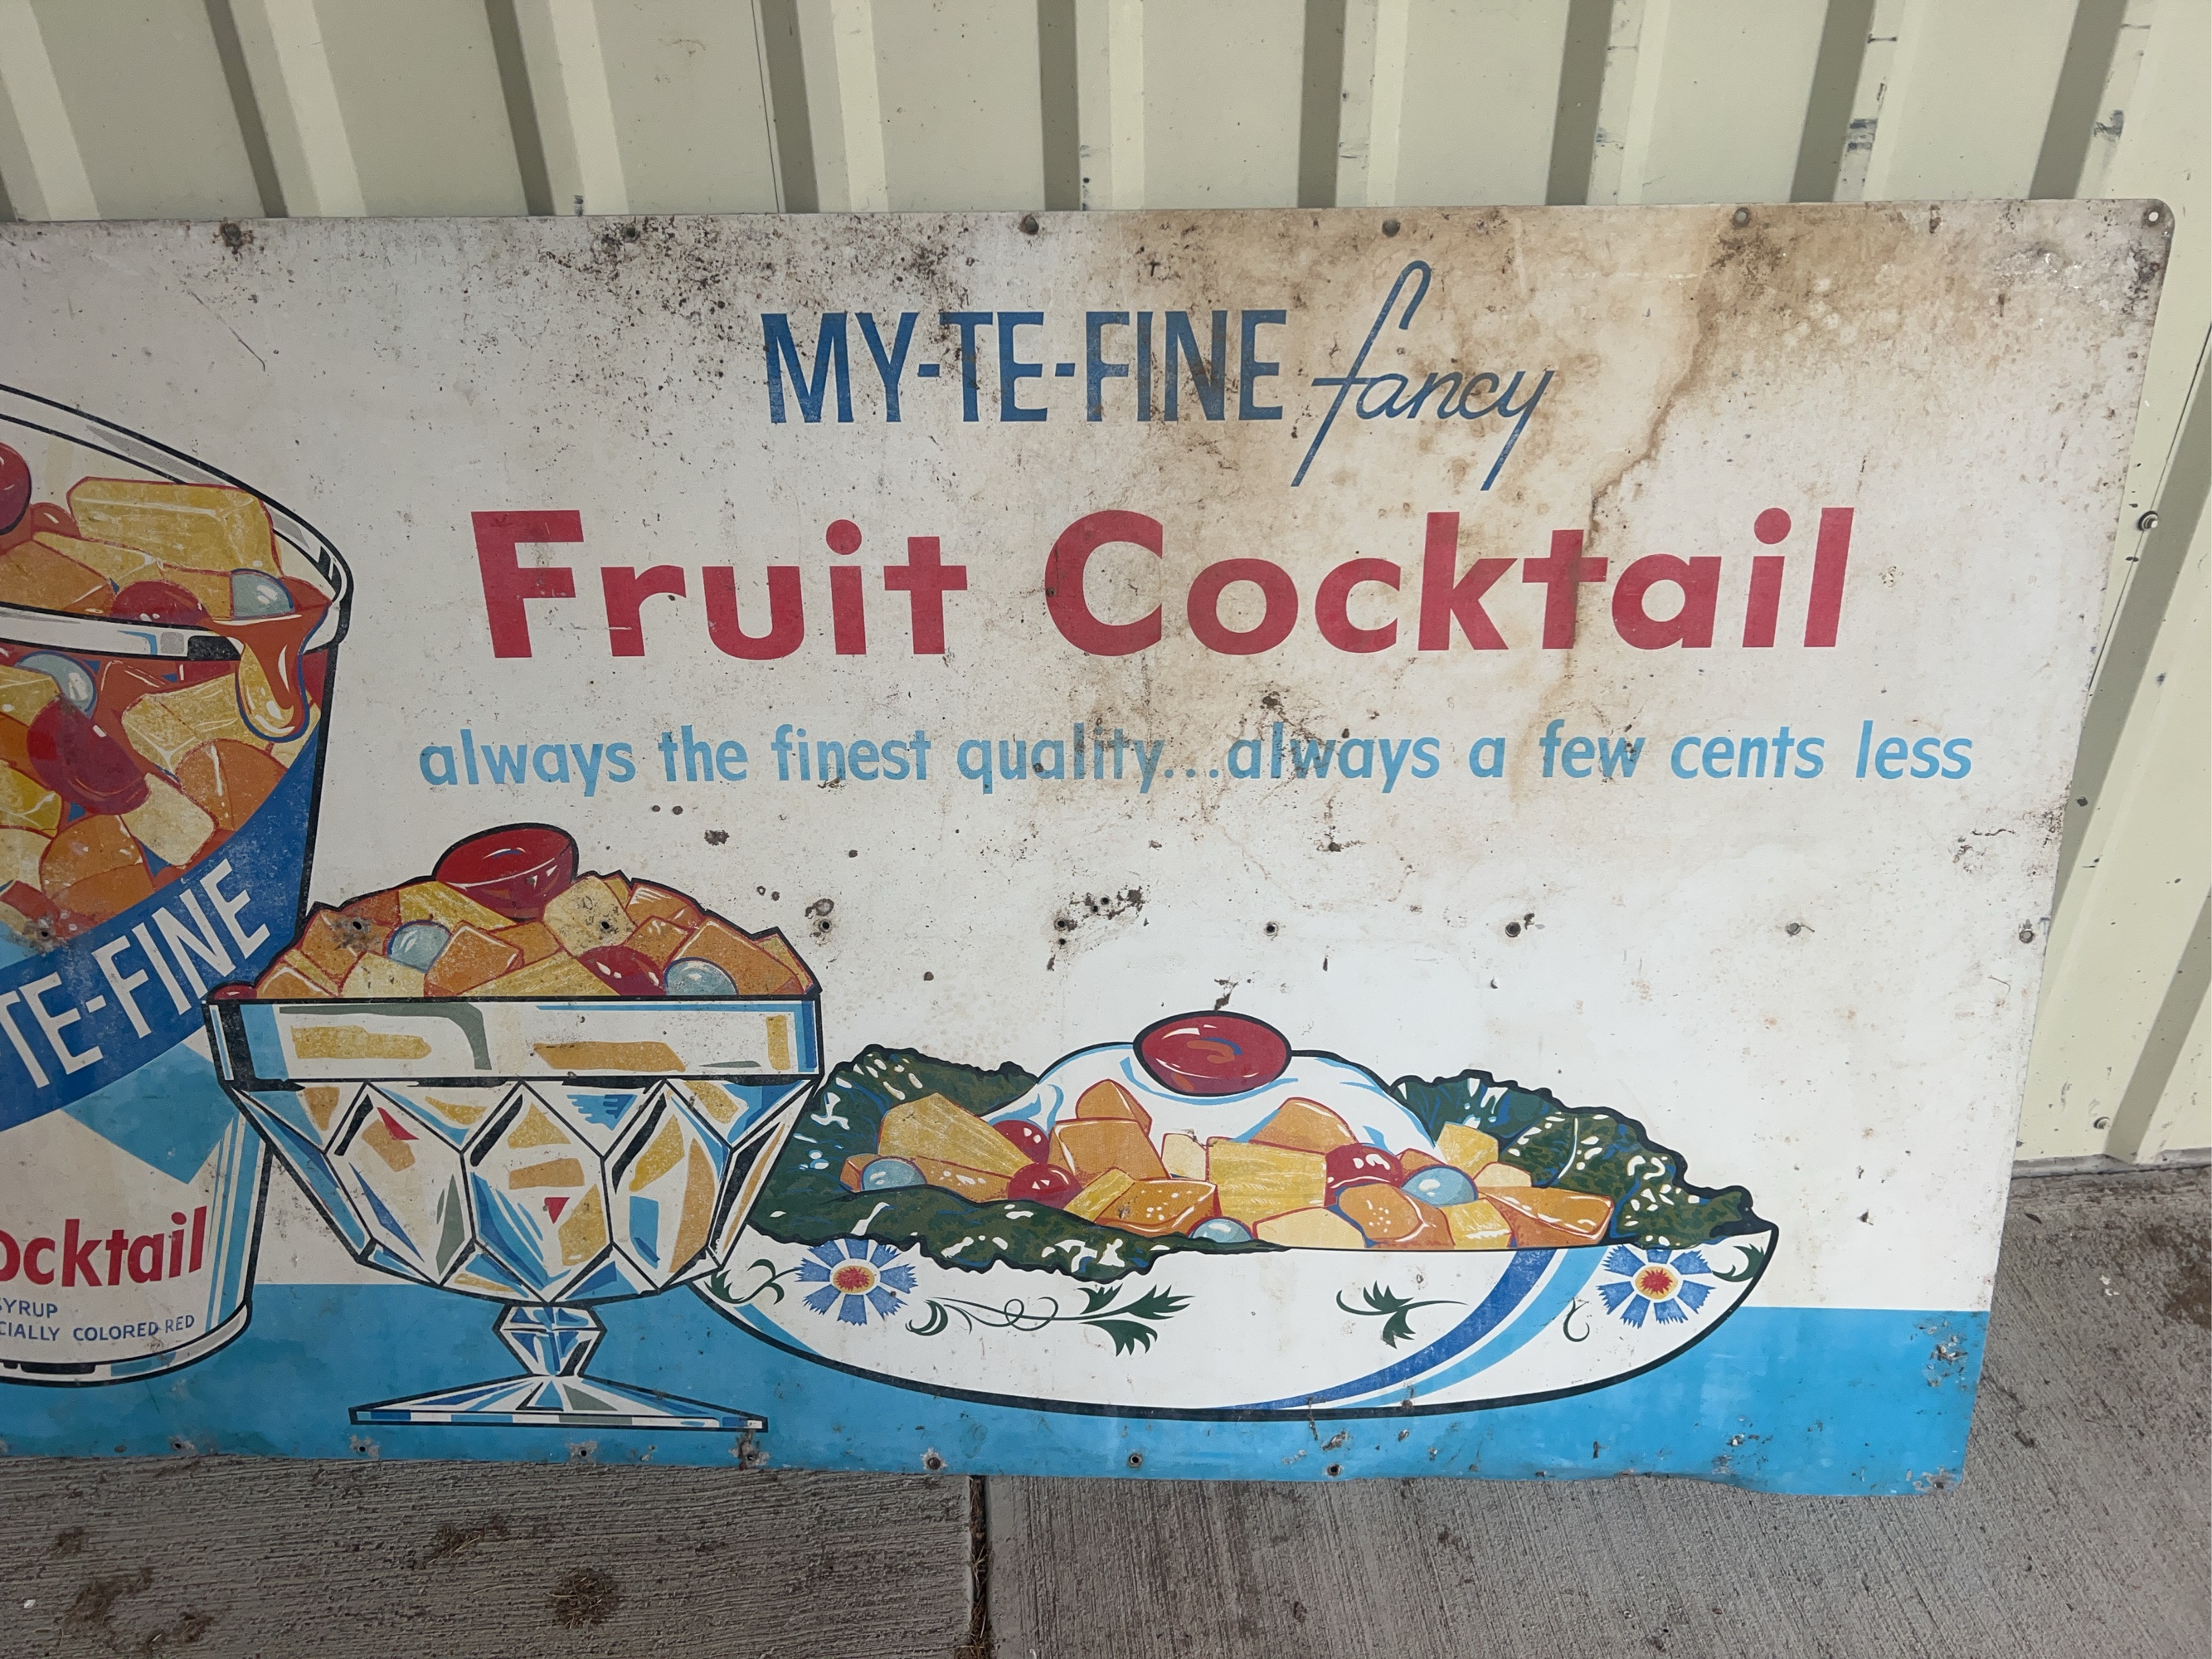 MY-TE-FINE fancy
Fruit Cocktail
always the finest quality...always a few cents less
TE-FINE
ocktail
SYRUP
CIALLY COLORED RED